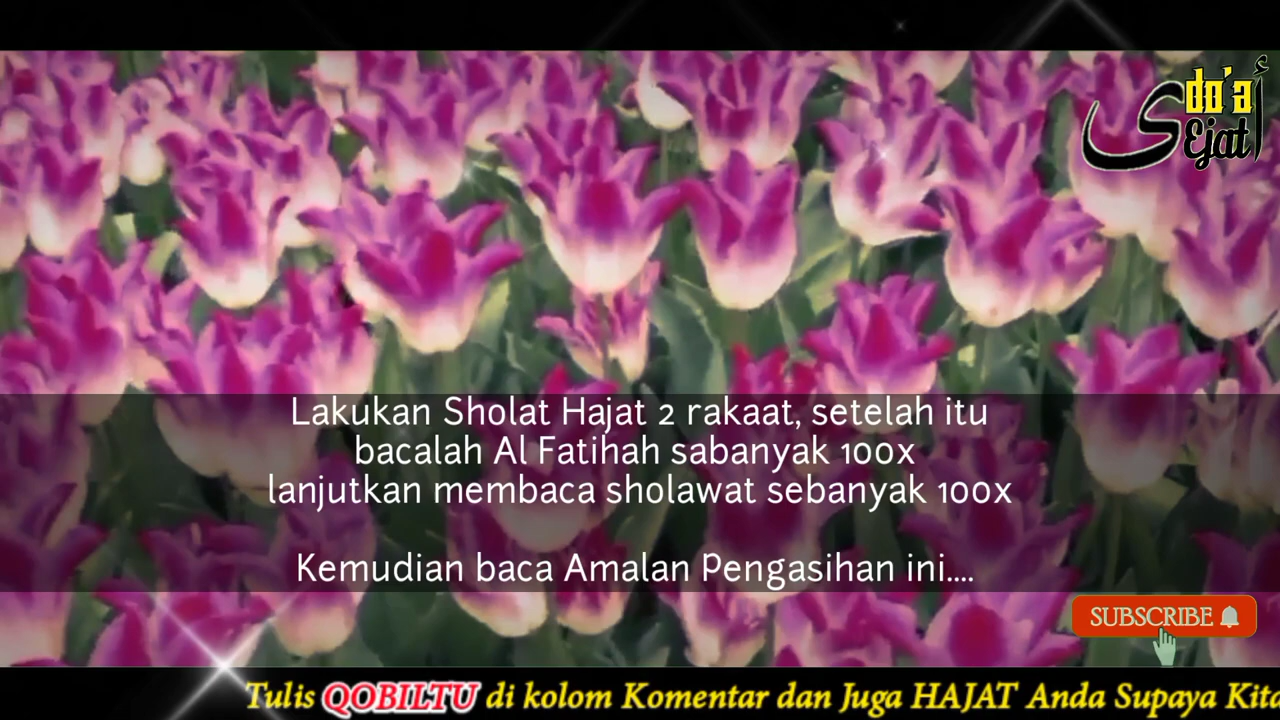 do'a
Ejati
Lakukan Sholat Hajat 2 rakaat, setelah itu
bacalah Al Fatihah sabanyak 100x
lanjutkan membaca sholawat sebanyak 100x
Kemudian baca Amalan Pengasihan ini....
SUBSCRIBE
Tulis QOBILTU di kolom Komentar dan Juga HAJAT Anda Supaya Kita